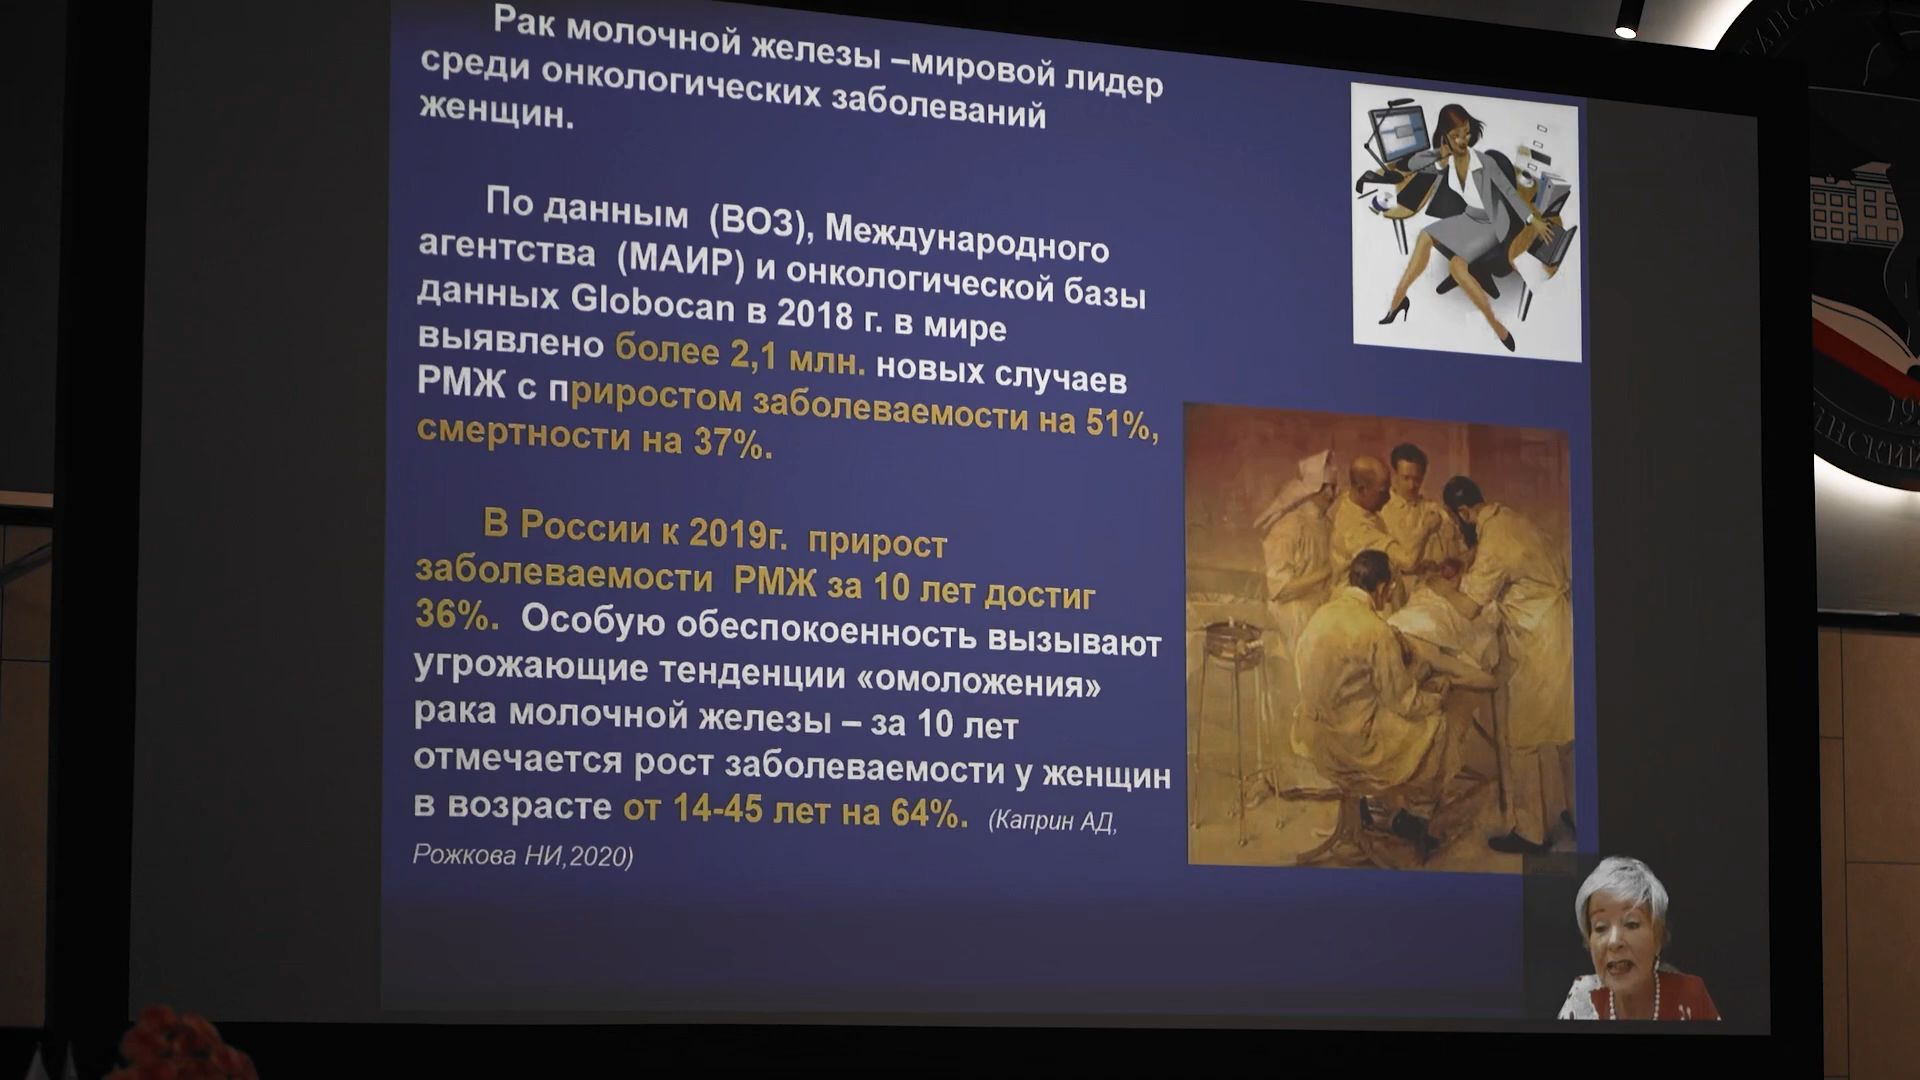 Рак молочной железы –мировой лидер
среди онкологических заболеваний
женщин.
По данным (ВОЗ), Международного
агентства (МАИР) и онкологической базы
данных Globocan в 2018 г. в мире
выявлено более 2,1 млн. новых случаев
РМЖ с приростом заболеваемости на 51%,
смертности на 37%.
В России к 2019г. прирост
заболеваемости РМЖ за 10 лет достиг
36%. Особую обеспокоенность вызывают
угрожающие тенденции «омоложения»
рака молочной железы – за 10 лет
отмечается рост заболеваемости у женщин
в возрасте от 14-45 лет на 64%. (Каприн АД,
Рожкова НИ,2020)